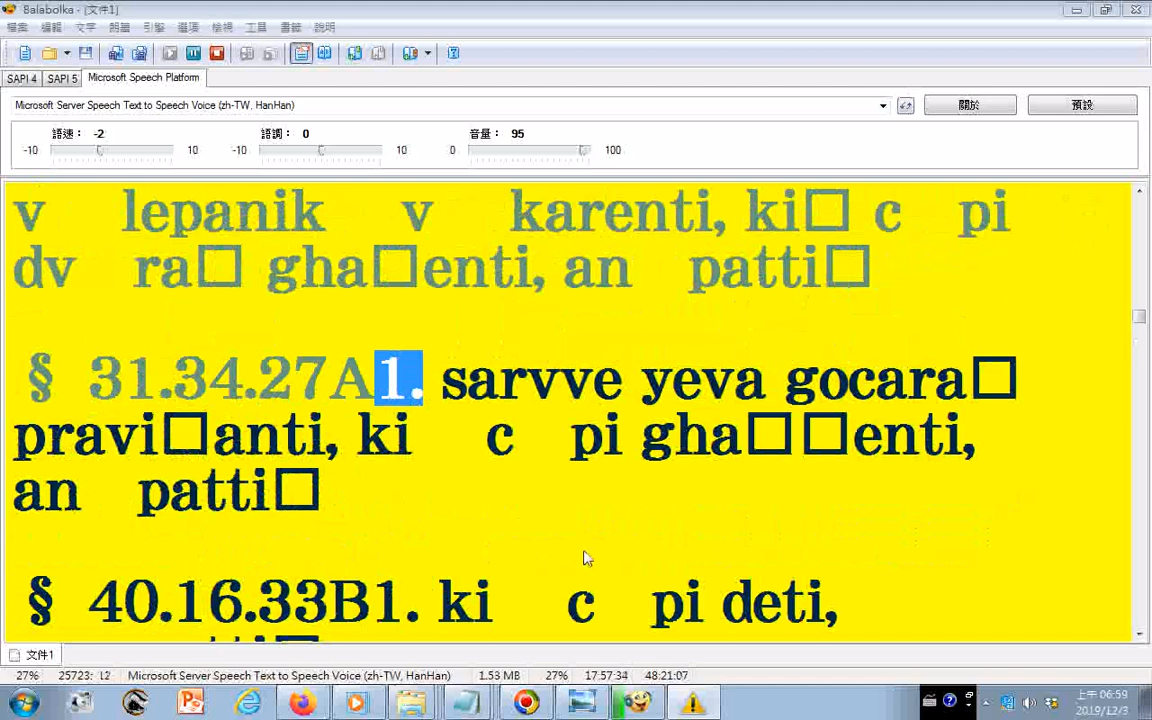 Balabolka - [文件1]
檔案 編輯 文字 朗讀 引擎 選項 檢視 工具 書籤 說明
SAPI 4 SAPI 5 Microsoft Speech Platform
Microsoft Server Speech Text to Speech Voice (zh-TW, HanHan) 關於 預設
語速： -2 語調： 0 音量： 95
-10 10 -10 10 0 100
v lepanik v karenti, ki□ c pi
dv ra□ gha□enti, an patti□
§ 31.34.27A1. sarvve yeva gocara□
pravi□anti, ki c pi gha□□enti,
an patti□
§ 40.16.33B1. ki c pi deti,
文件1
27% 25723: 12 Microsoft Server Speech Text to Speech Voice (zh-TW, HanHan) 1.53 MB 27% 17:57:34 48:21:07
上午 06:59
2019/12/3